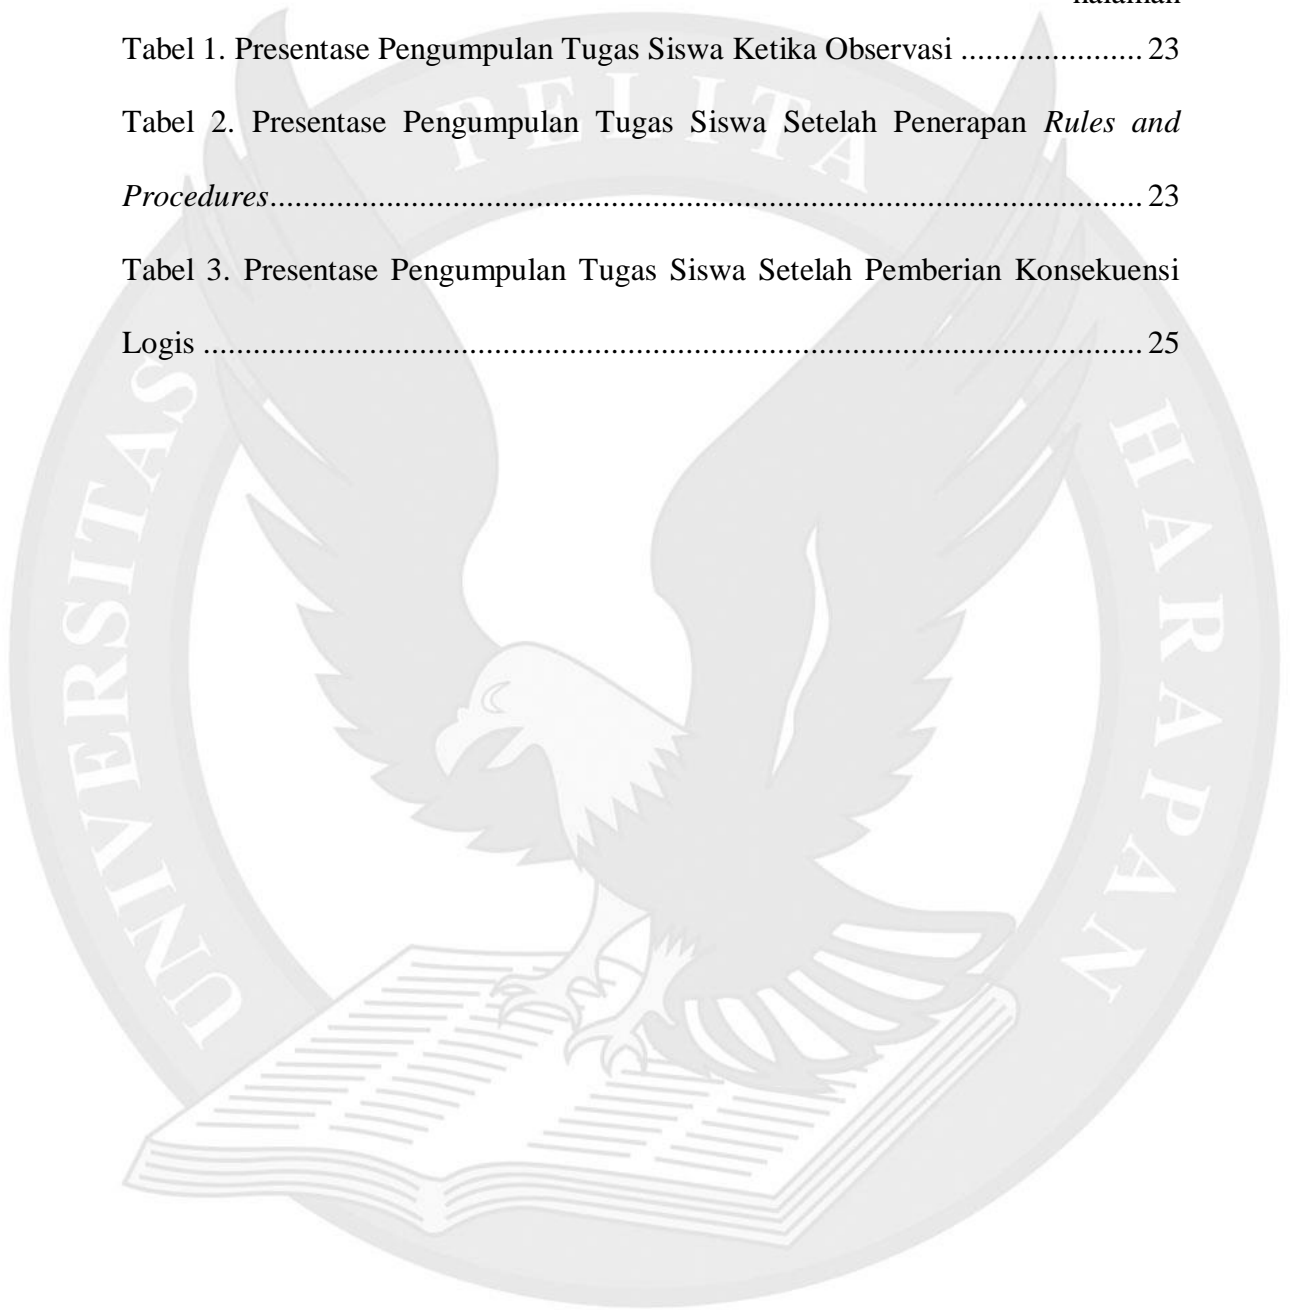 halaman
Tabel 1. Presentase Pengumpulan Tugas Siswa Ketika Observasi ..................... 23
Tabel 2. Presentase Pengumpulan Tugas Siswa Setelah Penerapan Rules and
Procedures..................................................................................................... 23
Tabel 3. Presentase Pengumpulan Tugas Siswa Setelah Pemberian Konsekuensi
Logis ............................................................................................................. 25
UNIVERSITAS PELITA HARAPAN